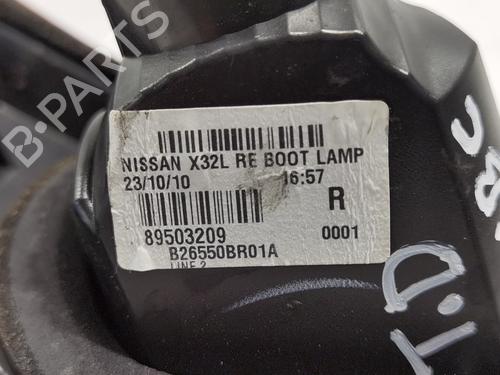 NISSAN X32L RE BOOT LAMP
23/10/10 16:57
R
89503209 0001
B26550BR01A
LINE 2
B-PARTS